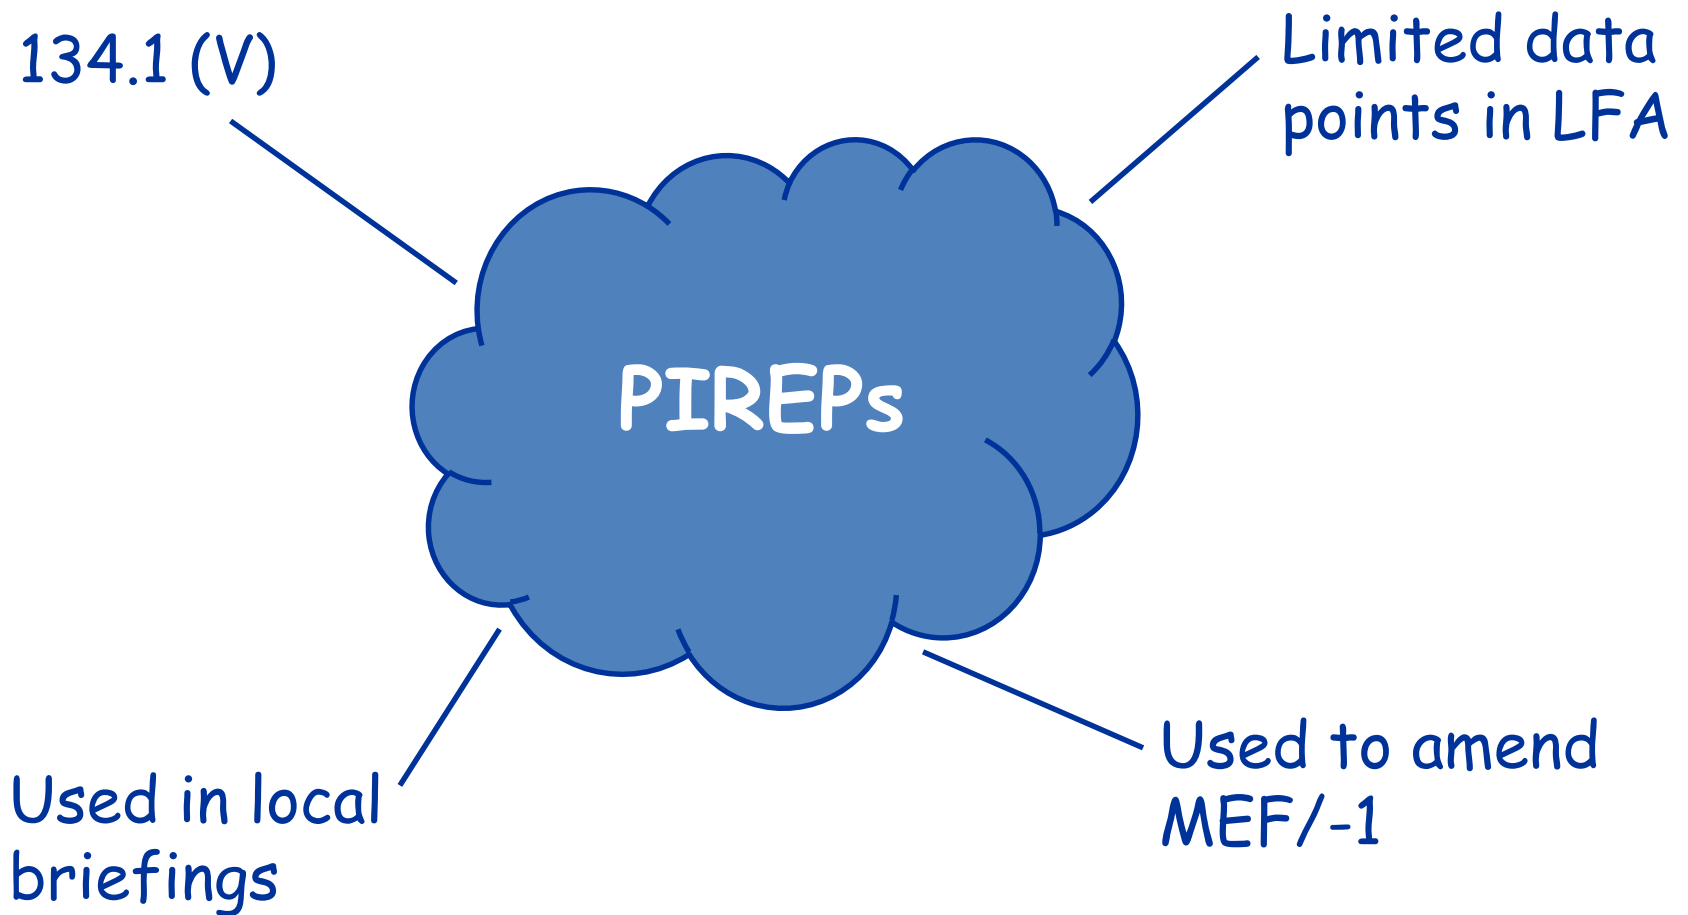 134.1 (V)
Limited data
points in LFA
PIREPs
Used in local
briefings
Used to amend
MEF/-1